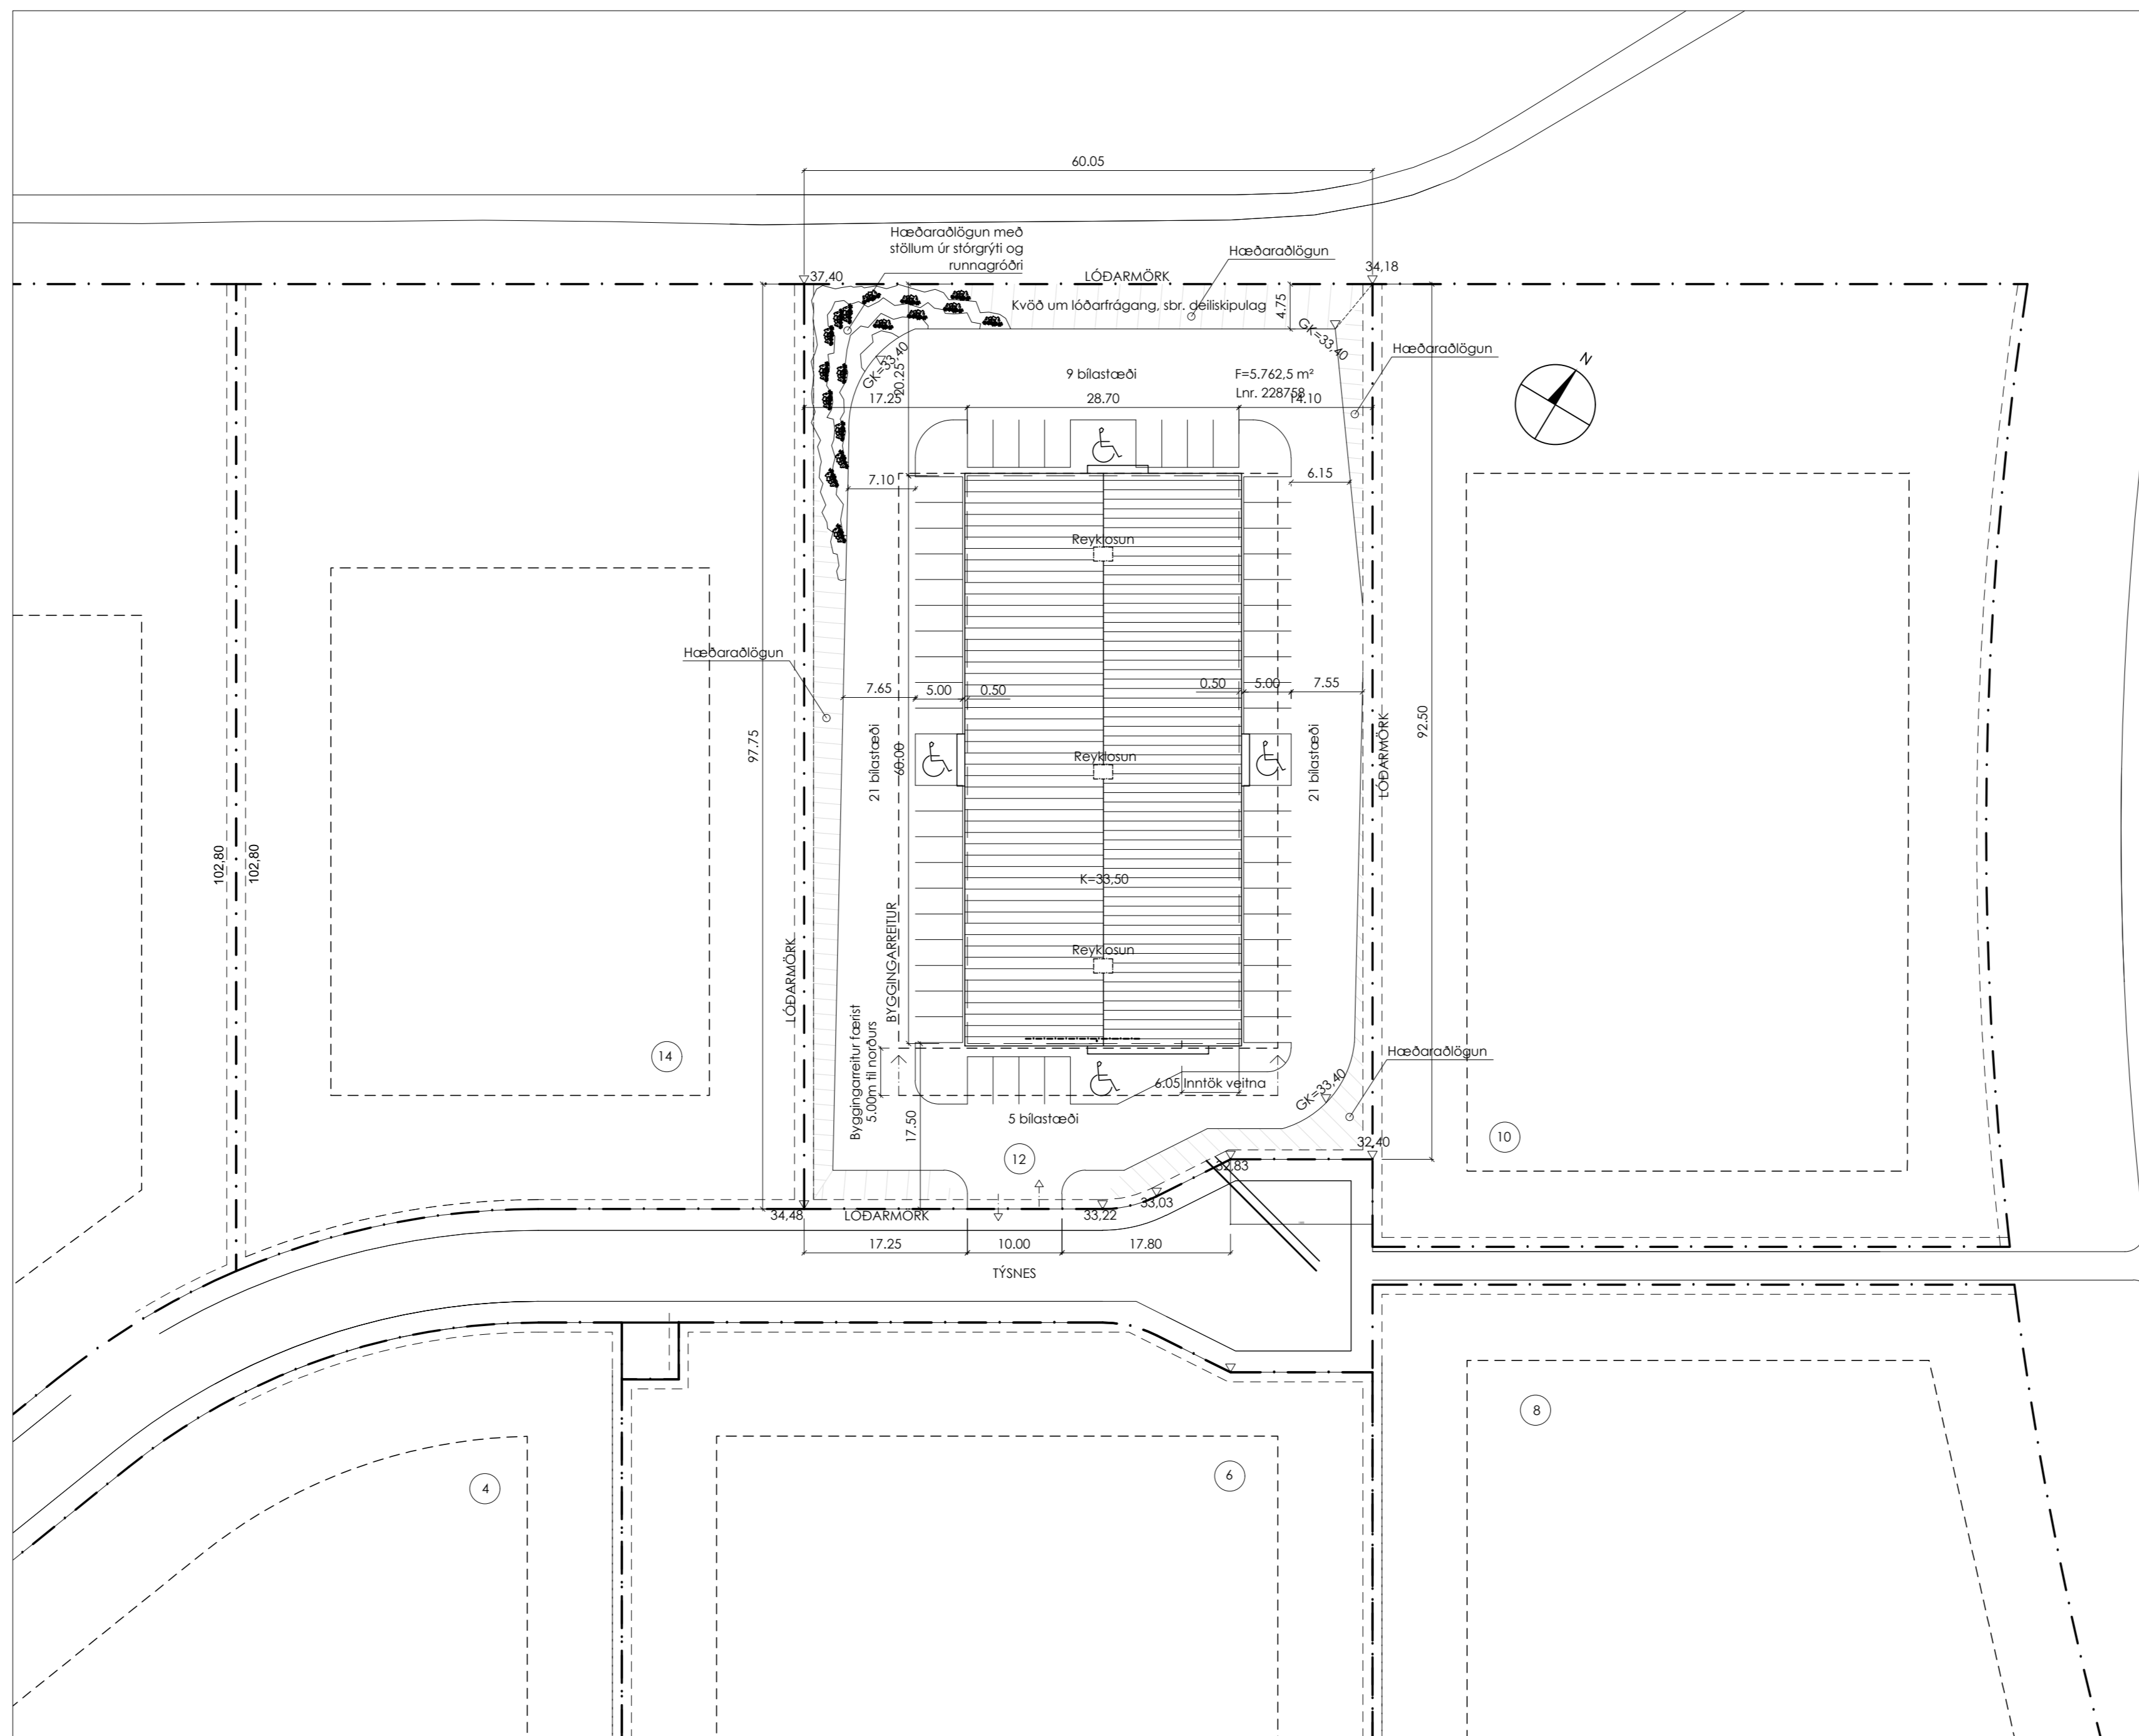 60.05
Hæðaraðlögun með
stöllum úr stórgrýti og
runnagróðri
Hæðaraðlögun
37,40
LÓÐARMÖRK
34,18
Kvöð um lóðarfrágang, sbr. deiliskipulag
4.75
GK=33,40
GK=33,40
20.25
Hæðaraðlögun
N
9 bílastæði
F=5.762,5 m²
Lnr. 228758
17.25
28.70
14.10
7.10
6.15
Reyklosun
Hæðaraðlögun
7.65
5.00
0.50
0.50
5.00
7.55
97.75
21 bílastæði
60.00
Reyklosun
21 bílastæði
LÓÐARMÖRK
92.50
102,80
102,80
K=33,50
BYGGINGARREITUR
LÓÐARMÖRK
Reyklosun
Byggingarreitur færist
5.00m til norðurs
14
Hæðaraðlögun
6.05
Inntök veitna
GK=33,40
17.50
5 bílastæði
12
32,40
10
32,83
33,03
34,48
LÓÐARMÖRK
33,22
17.25
10.00
17.80
TÝSNES
8
4
6